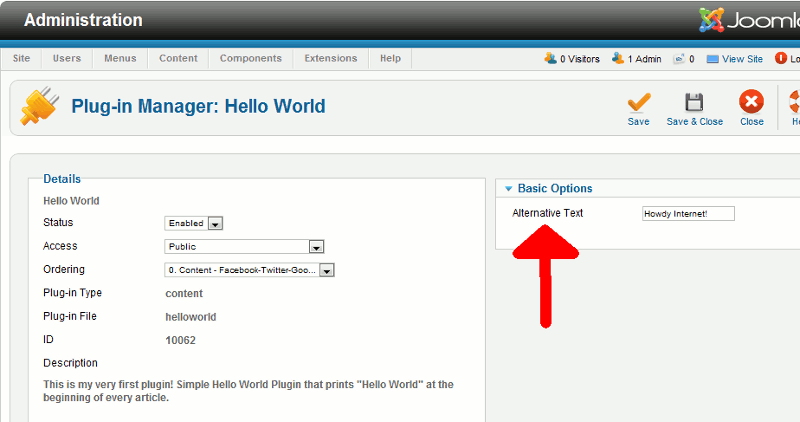 Administration
Site Users Menus Content Components Extensions Help
0 Visitors 1 Admin 0 View Site
Plug-in Manager: Hello World
Save Save & Close Close
Details
Hello World
Status Enabled
Access Public
Ordering 0. Content - Facebook-Twitter-Goo...
Plug-in Type content
Plug-in File helloworld
ID 10062
Description
This is my very first plugin! Simple Hello World Plugin that prints "Hello World" at the
beginning of every article.
Basic Options
Alternative Text Howdy Internet!